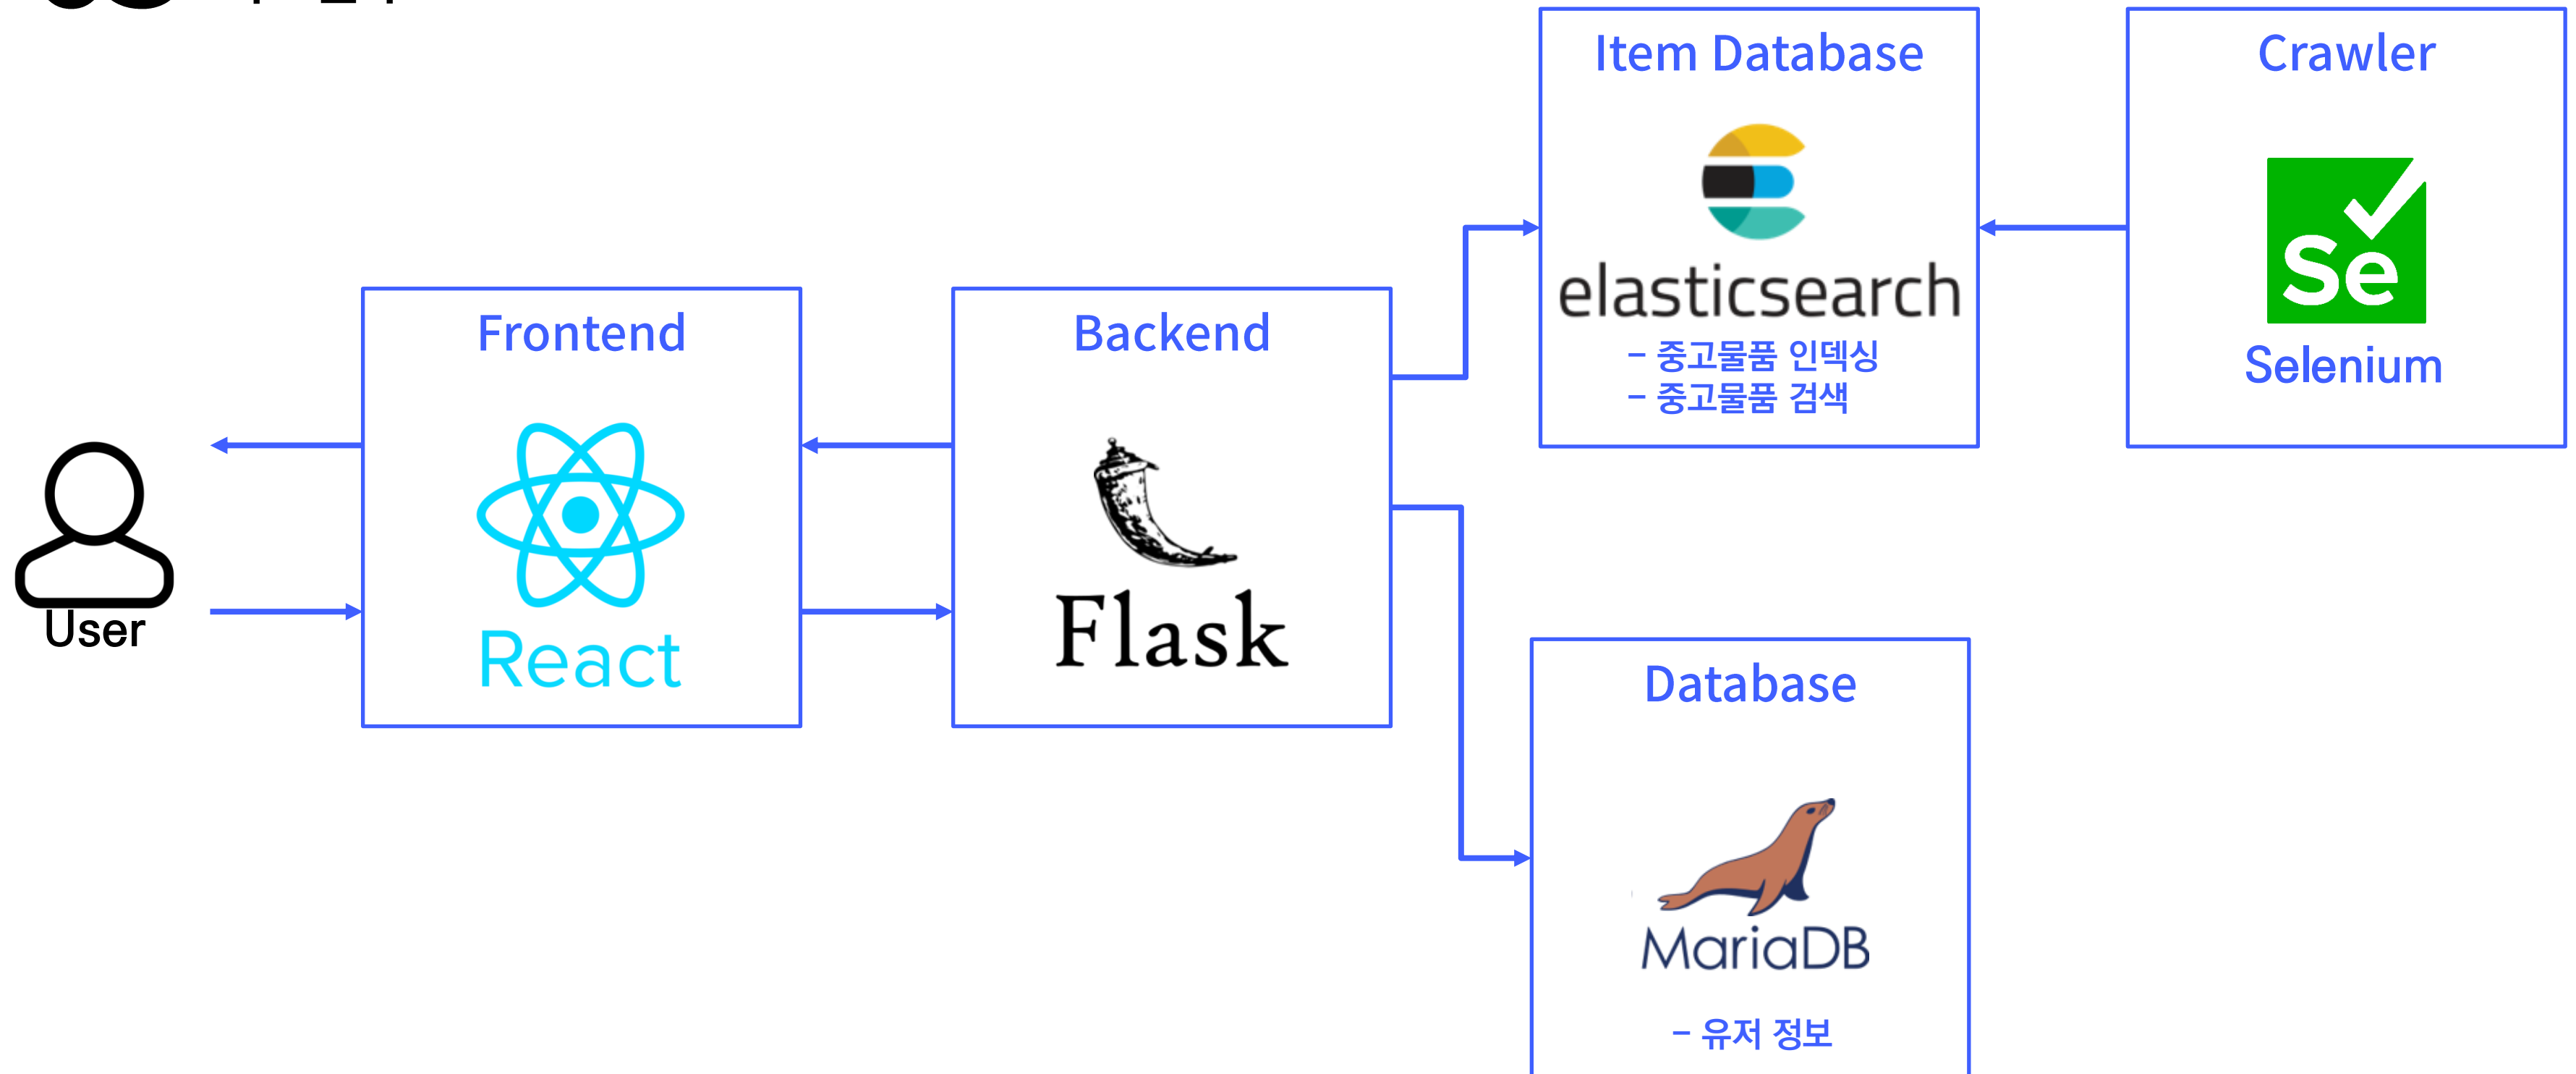 User
Frontend
React
Backend
Flask
Item Database
elasticsearch
- 중고물품 인덱싱
- 중고물품 검색
Crawler
Se
Selenium
Database
MariaDB
- 유저 정보